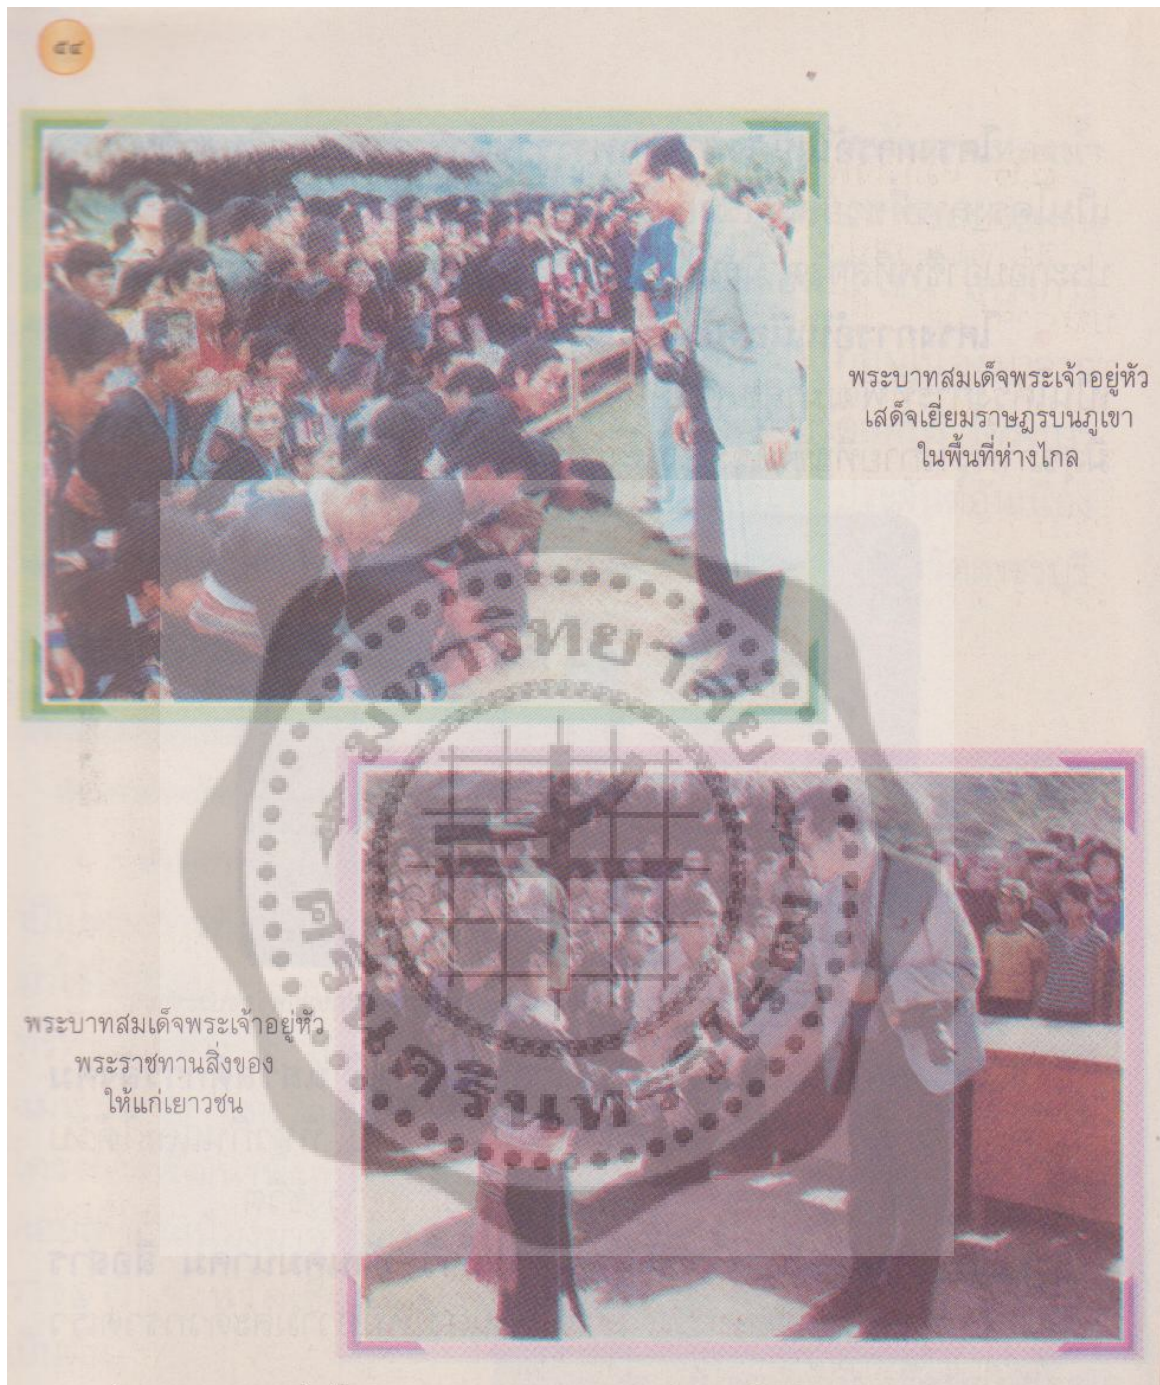 ๕๔
พระบาทสมเด็จพระเจ้าอยู่หัว
เสด็จเยี่ยมราษฎรบนภูเขา
ในพื้นที่ห่างไกล
พระบาทสมเด็จพระเจ้าอยู่หัว
พระราชทานสิ่งของ
ให้แก่เยาวชน
มหาวิทยาลัย
ศรีนครินทรวิโรฒ